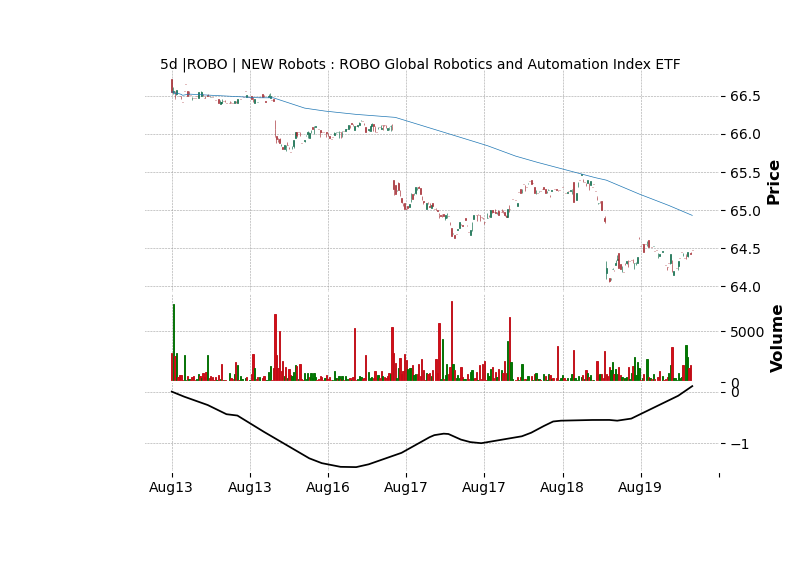 5d |ROBO | NEW Robots : ROBO Global Robotics and Automation Index ETF
66.5
66.0
65.5
65.0
64.5
64.0
Price
5000
0
Volume
0
−1
Aug13 Aug13 Aug16 Aug17 Aug17 Aug18 Aug19